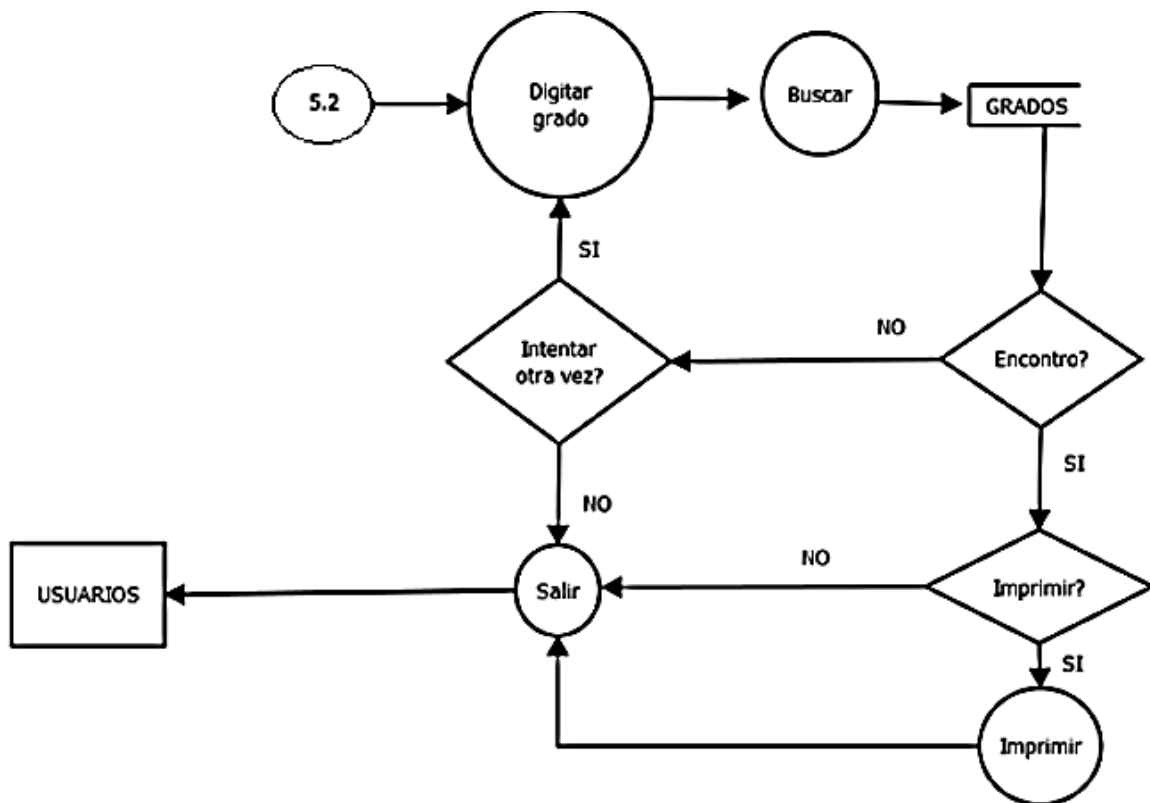 5.2
Digitar
grado
Buscar
GRADOS
SI
NO
Intentar
otra vez?
Encontro?
SI
NO
NO
USUARIOS
Salir
Imprimir?
SI
Imprimir